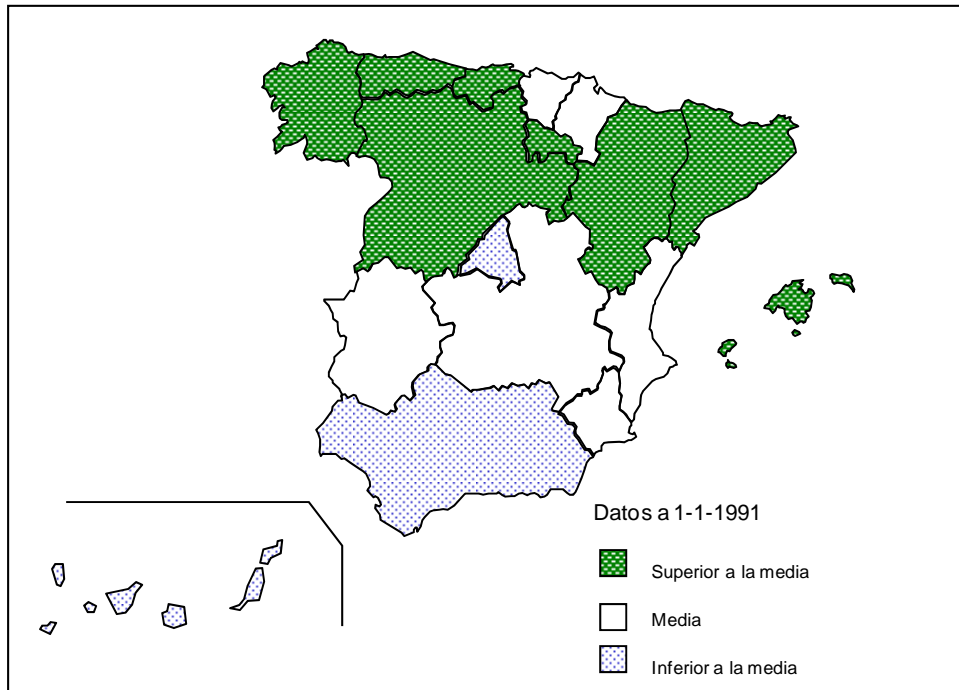 Datos a 1-1-1991
Superior a la media
Media
Inferior a la media